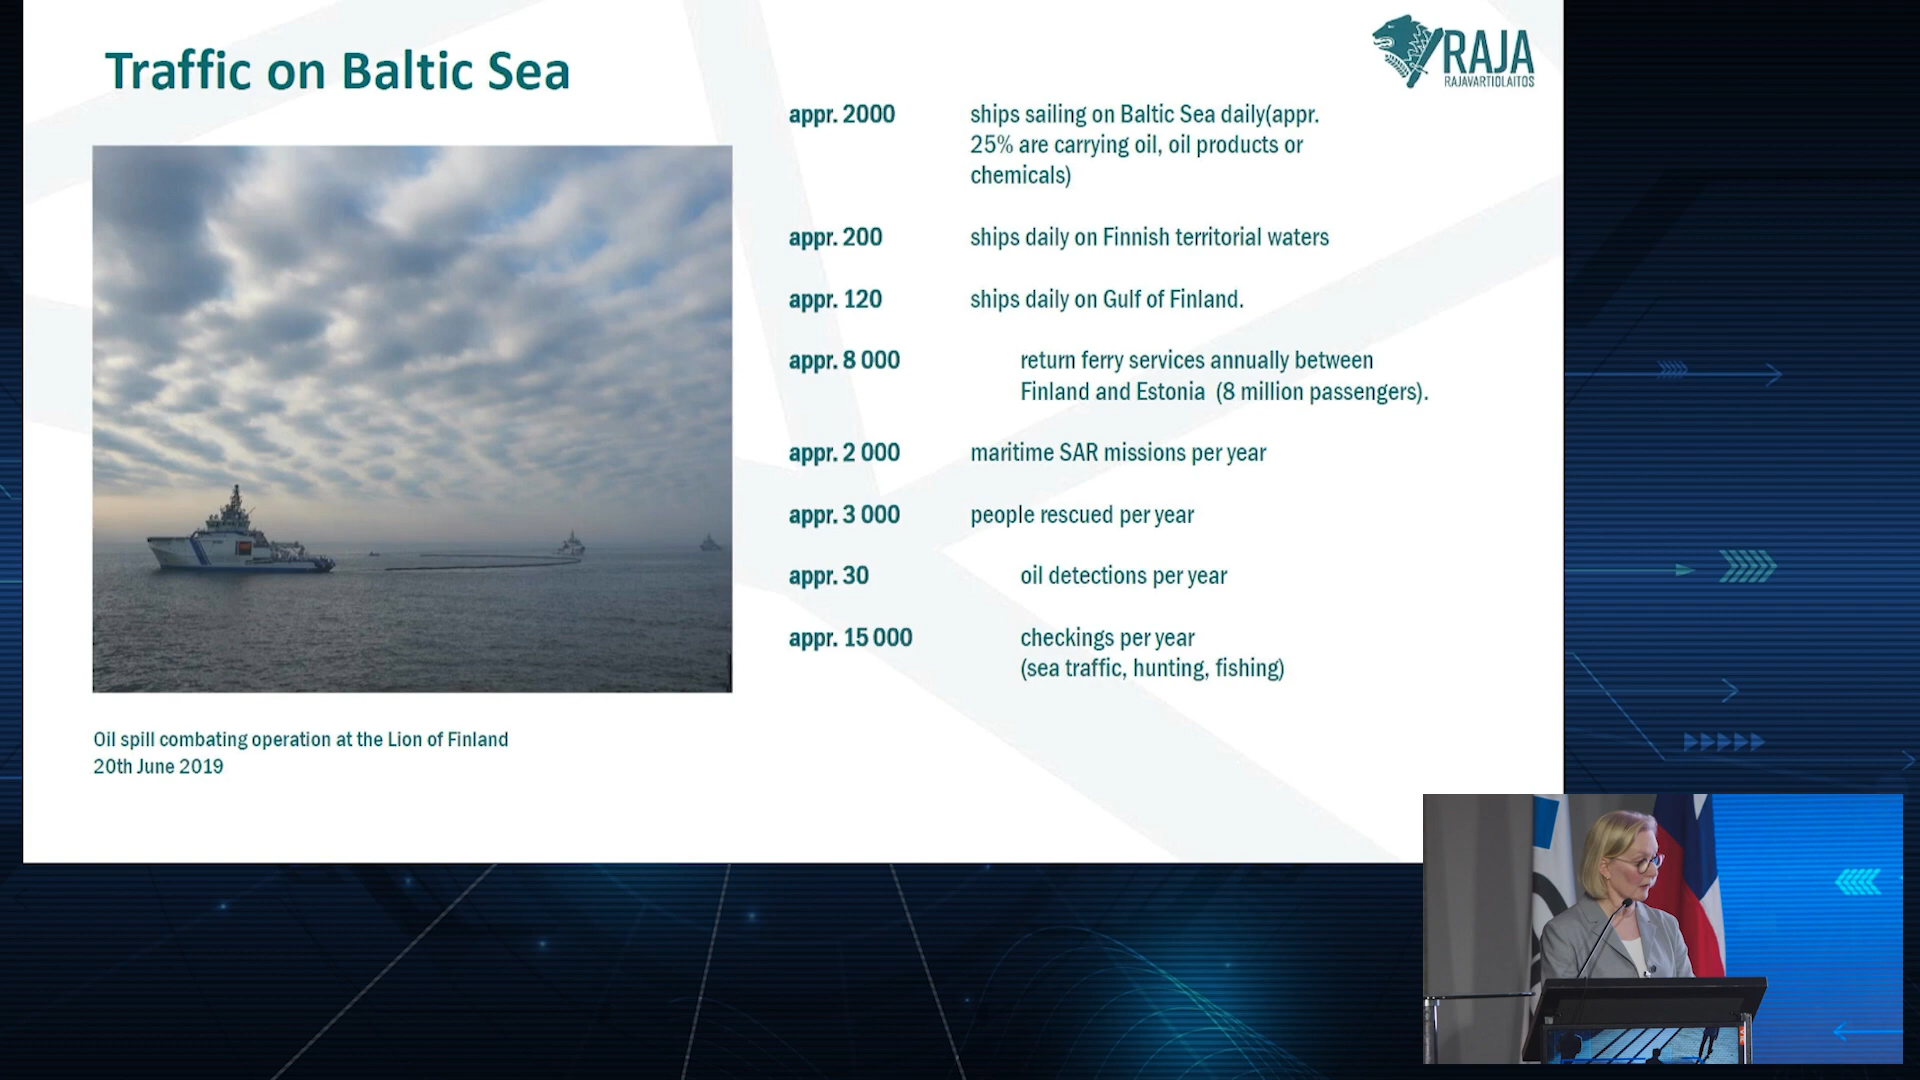 Traffic on Baltic Sea
RAJA
RAJAVARTIOLAITOS
appr. 2000 ships sailing on Baltic Sea daily(appr.
25% are carrying oil, oil products or
chemicals)
appr. 200 ships daily on Finnish territorial waters
appr. 120 ships daily on Gulf of Finland.
appr. 8 000 return ferry services annually between
Finland and Estonia (8 million passengers).
appr. 2 000 maritime SAR missions per year
appr. 3 000 people rescued per year
appr. 30 oil detections per year
appr. 15 000 checkings per year
(sea traffic, hunting, fishing)
Oil spill combating operation at the Lion of Finland
20th June 2019